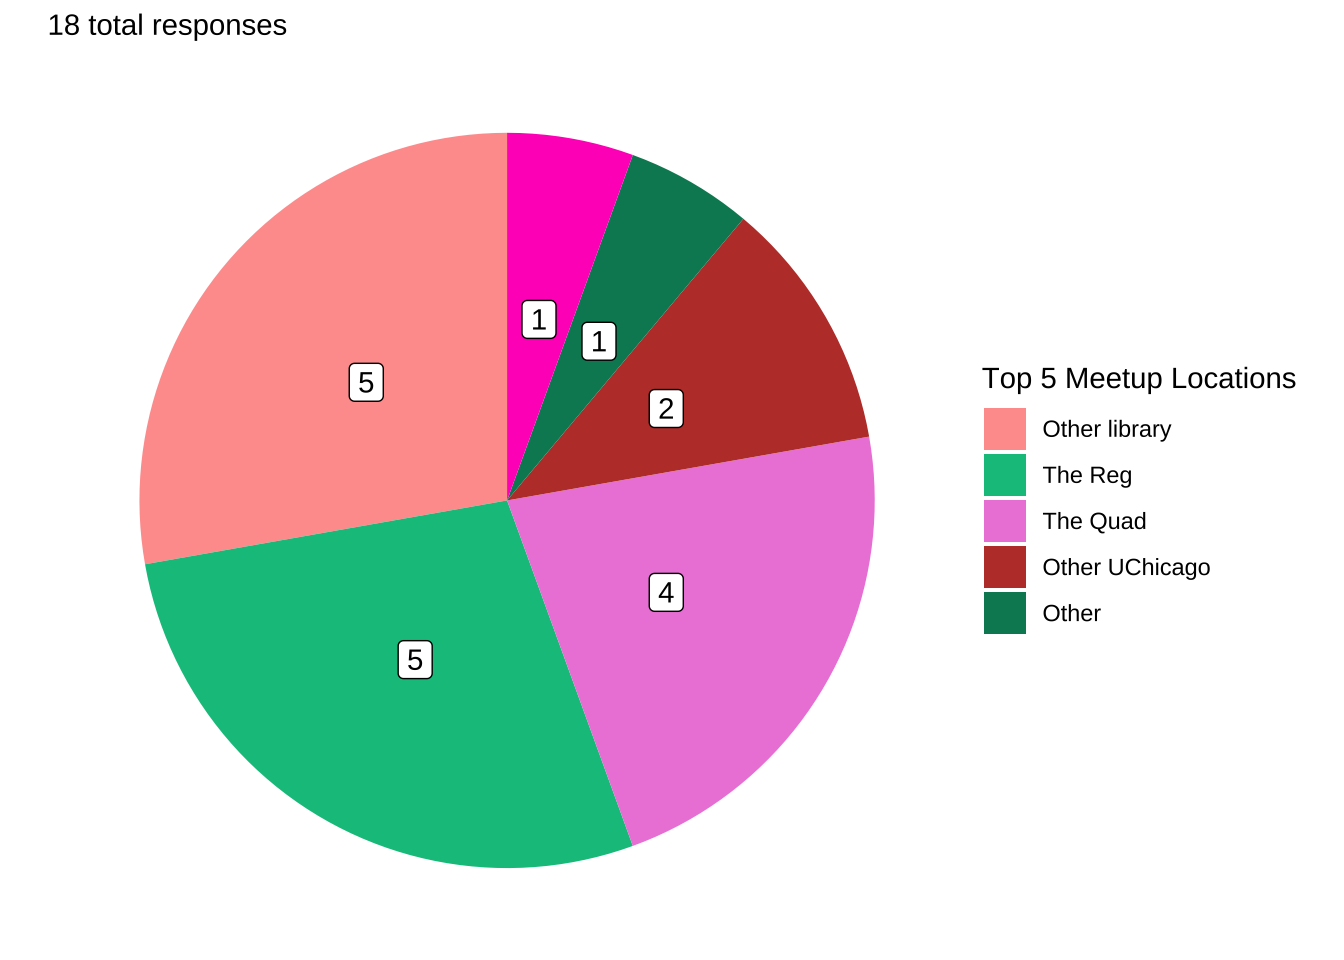 18 total responses
1
1
5
2
4
5
Top 5 Meetup Locations
Other library
The Reg
The Quad
Other UChicago
Other